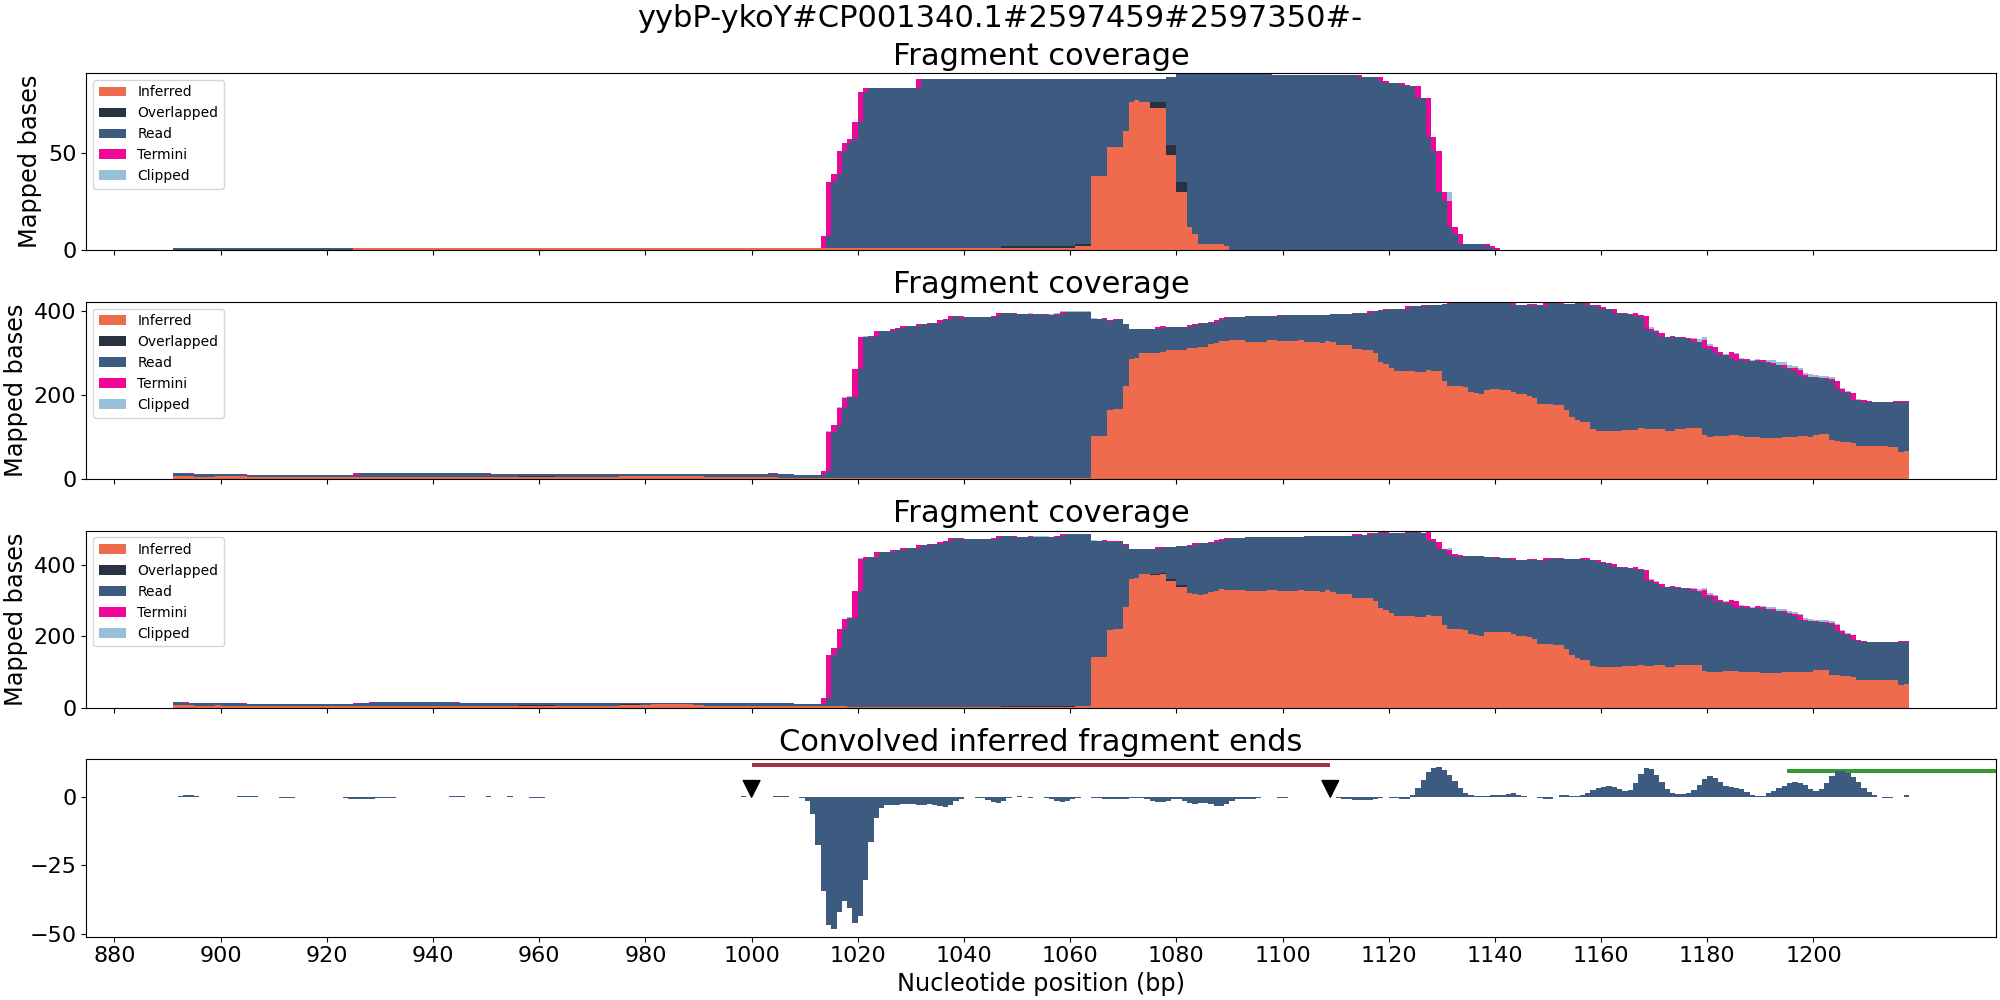 yybP-ykoY#CP001340.1#2597459#2597350#-
Fragment coverage
Mapped bases
50
0
Inferred
Overlapped
Read
Termini
Clipped
Fragment coverage
Mapped bases
400
200
0
Inferred
Overlapped
Read
Termini
Clipped
Fragment coverage
Mapped bases
400
200
0
Inferred
Overlapped
Read
Termini
Clipped
Convolved inferred fragment ends
0
−25
−50
880 900 920 940 960 980 1000 1020 1040 1060 1080 1100 1120 1140 1160 1180 1200
Nucleotide position (bp)